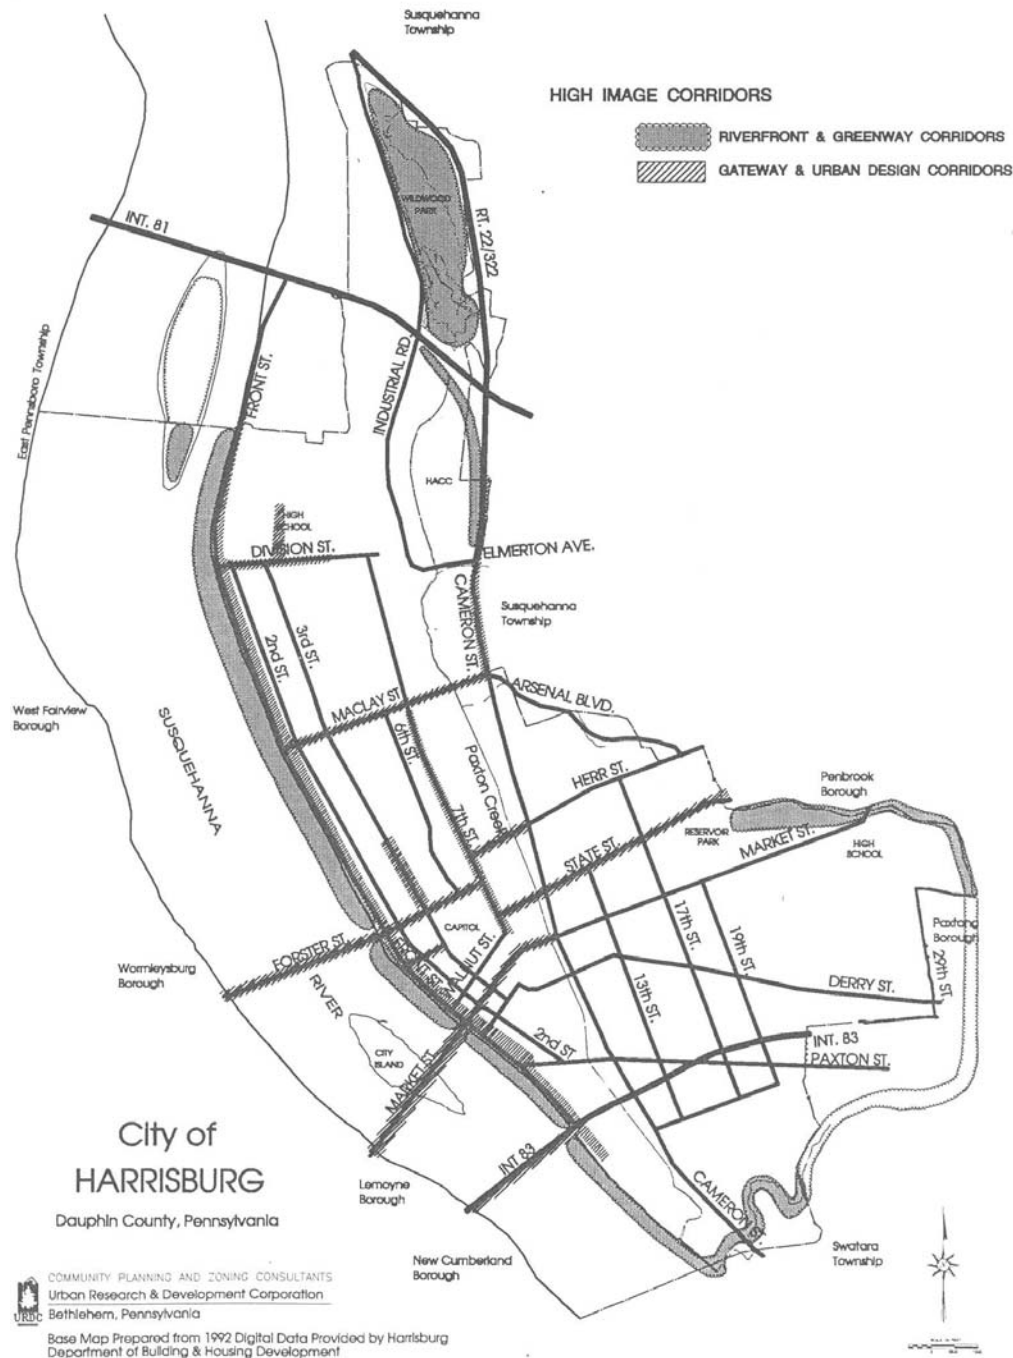 Susquehanna
Township
HIGH IMAGE CORRIDORS
RIVERFRONT & GREENWAY CORRIDORS
GATEWAY & URBAN DESIGN CORRIDORS
WILDWOOD
PARK
INT. 81
RT. 22/322
East Pennsboro Township
FRONT ST.
INDUSTRIAL RD.
HACC
HIGH
SCHOOL
DIVISION ST.
ELMERTON AVE.
CAMERON ST.
Susquehanna
Township
2nd ST.
3rd ST.
MACLAY ST
ARSENAL BLVD.
West Fairview
Borough
SUSQUEHANNA
6th ST.
Paxton Creek
HERR ST.
Penbrook
Borough
7th ST.
STATE ST.
RESERVOIR
PARK
MARKET ST.
HIGH
SCHOOL
CAPITOL
17th ST.
19th ST.
Paxtang
Borough
FORSTER ST.
FRONT ST.
WALNUT ST.
Wormleysburg
Borough
RIVER
13th ST.
DERRY ST.
29th ST.
2nd ST
INT. 83
PAXTON ST.
CITY
ISLAND
MARKET ST.
City of
HARRISBURG
Dauphin County, Pennsylvania
INT 83
Lemoyne
Borough
CAMERON ST.
New Cumberland
Borough
Swatara
Township
COMMUNITY PLANNING AND ZONING CONSULTANTS
Urban Research & Development Corporation
URDC
Bethlehem, Pennsylvania
Base Map Prepared from 1992 Digital Data Provided by Harrisburg
Department of Building & Housing Development